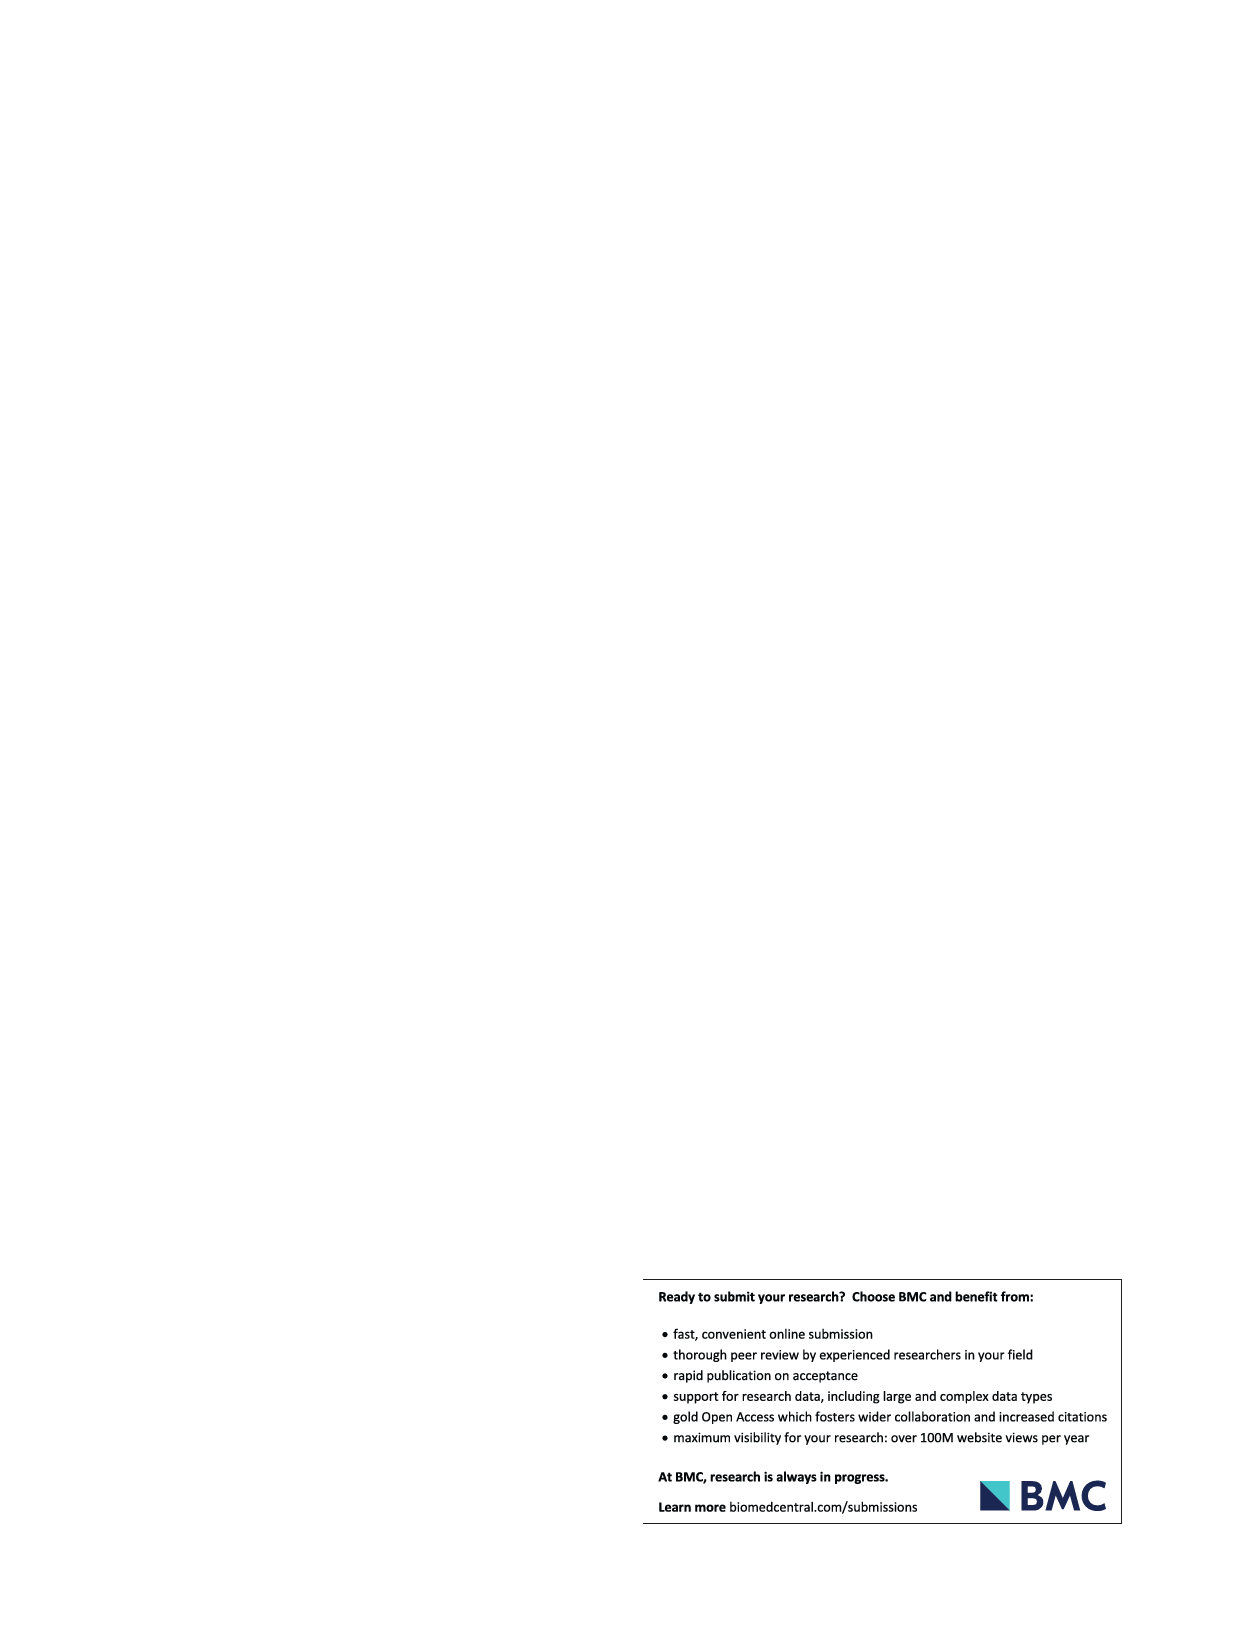 Ready to submit your research?  Choose BMC and benefit from:
• fast, convenient online submission
• thorough peer review by experienced researchers in your field
• rapid publication on acceptance
• support for research data, including large and complex data types
• gold Open Access which fosters wider collaboration and increased citations
• maximum visibility for your research: over 100M website views per year
At BMC, research is always in progress.
Learn more biomedcentral.com/submissions
BMC